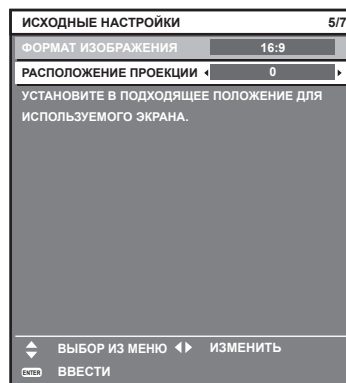 ИСХОДНЫЕ НАСТРОЙКИ 5/7
ФОРМАТ ИЗОБРАЖЕНИЯ 16:9
РАСПОЛОЖЕНИЕ ПРОЕКЦИИ 0
УСТАНОВИТЕ В ПОДХОДЯЩЕЕ ПОЛОЖЕНИЕ ДЛЯ
ИСПОЛЬЗУЕМОГО ЭКРАНА.
ВЫБОР ИЗ МЕНЮ ИЗМЕНИТЬ
ENTER ВВЕСТИ